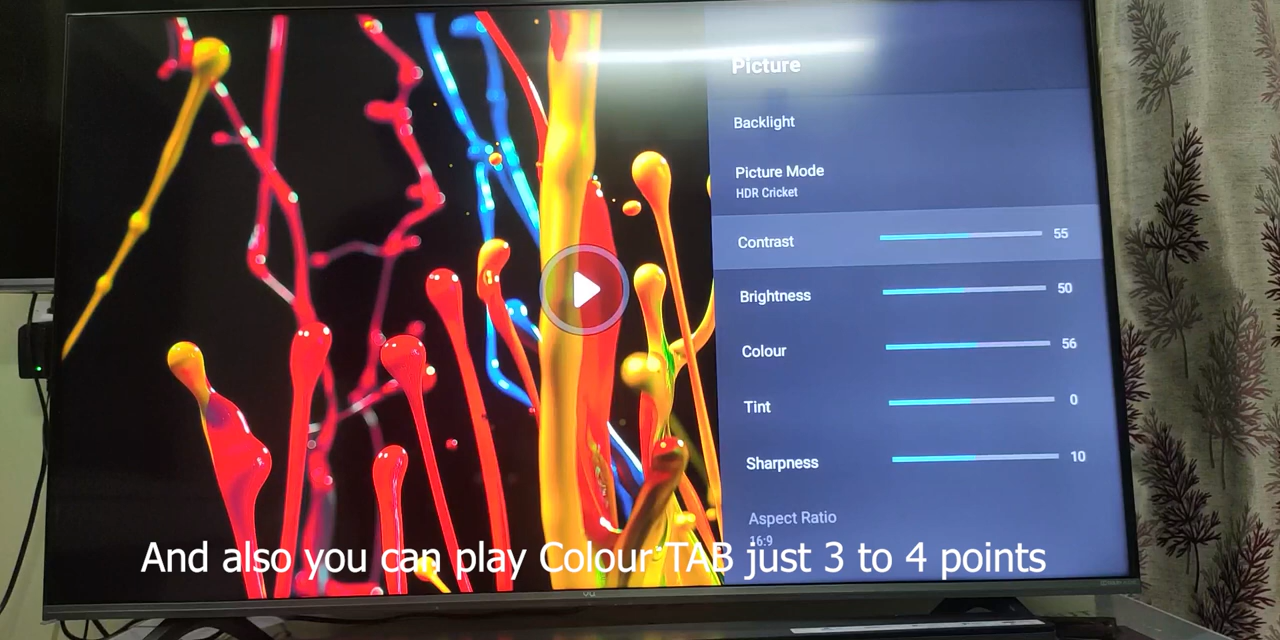 Picture
Backlight
Picture Mode
HDR Cricket
Contrast 55
Brightness 50
Colour 56
Tint 0
Sharpness 10
Aspect Ratio
16:9
And also you can play Colour TAB just 3 to 4 points
VU